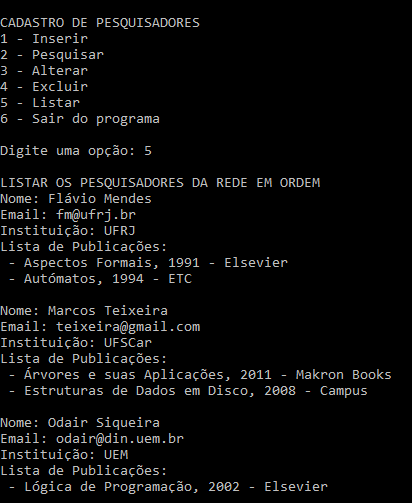 CADASTRO DE PESQUISADORES
1 - Inserir
2 - Pesquisar
3 - Alterar
4 - Excluir
5 - Listar
6 - Sair do programa
Digite uma opção: 5
LISTAR OS PESQUISADORES DA REDE EM ORDEM
Nome: Flávio Mendes
Email: fm@ufrj.br
Instituição: UFRJ
Lista de Publicações:
- Aspectos Formais, 1991 - Elsevier
- Autómatos, 1994 - ETC
Nome: Marcos Teixeira
Email: teixeira@gmail.com
Instituição: UFSCar
Lista de Publicações:
- Árvores e suas Aplicações, 2011 - Makron Books
- Estruturas de Dados em Disco, 2008 - Campus
Nome: Odair Siqueira
Email: odair@din.uem.br
Instituição: UEM
Lista de Publicações:
- Lógica de Programação, 2002 - Elsevier